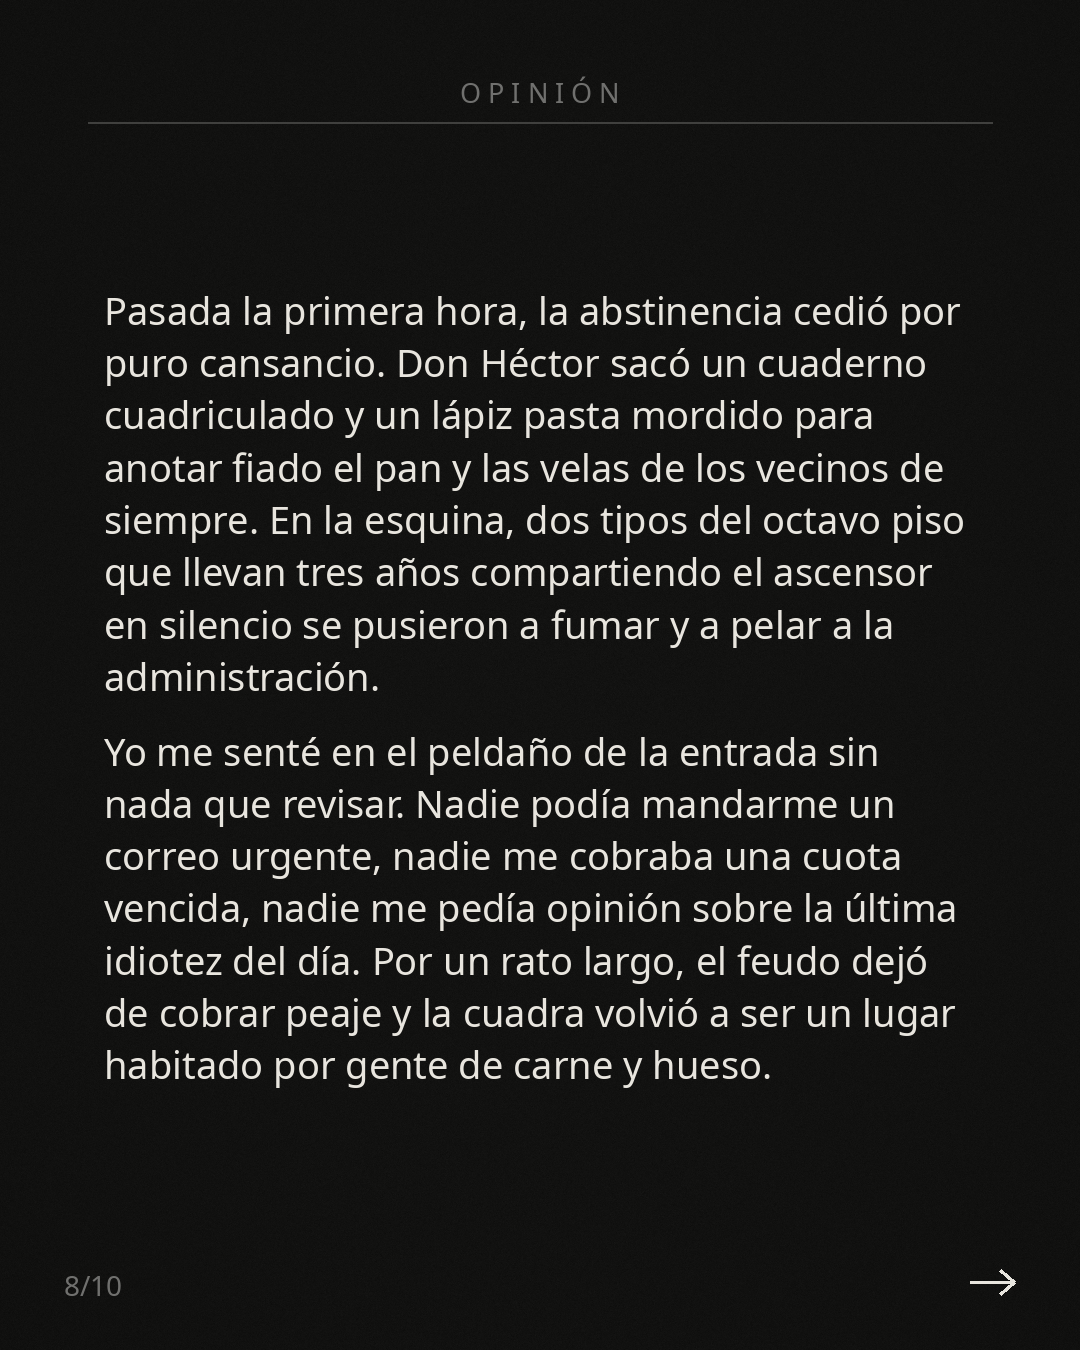 OPINIÓN
Pasada la primera hora, la abstinencia cedió por
puro cansancio. Don Héctor sacó un cuaderno
cuadriculado y un lápiz pasta mordido para
anotar fiado el pan y las velas de los vecinos de
siempre. En la esquina, dos tipos del octavo piso
que llevan tres años compartiendo el ascensor
en silencio se pusieron a fumar y a pelar a la
administración.
Yo me senté en el peldaño de la entrada sin
nada que revisar. Nadie podía mandarme un
correo urgente, nadie me cobraba una cuota
vencida, nadie me pedía opinión sobre la última
idiotez del día. Por un rato largo, el feudo dejó
de cobrar peaje y la cuadra volvió a ser un lugar
habitado por gente de carne y hueso.
8/10